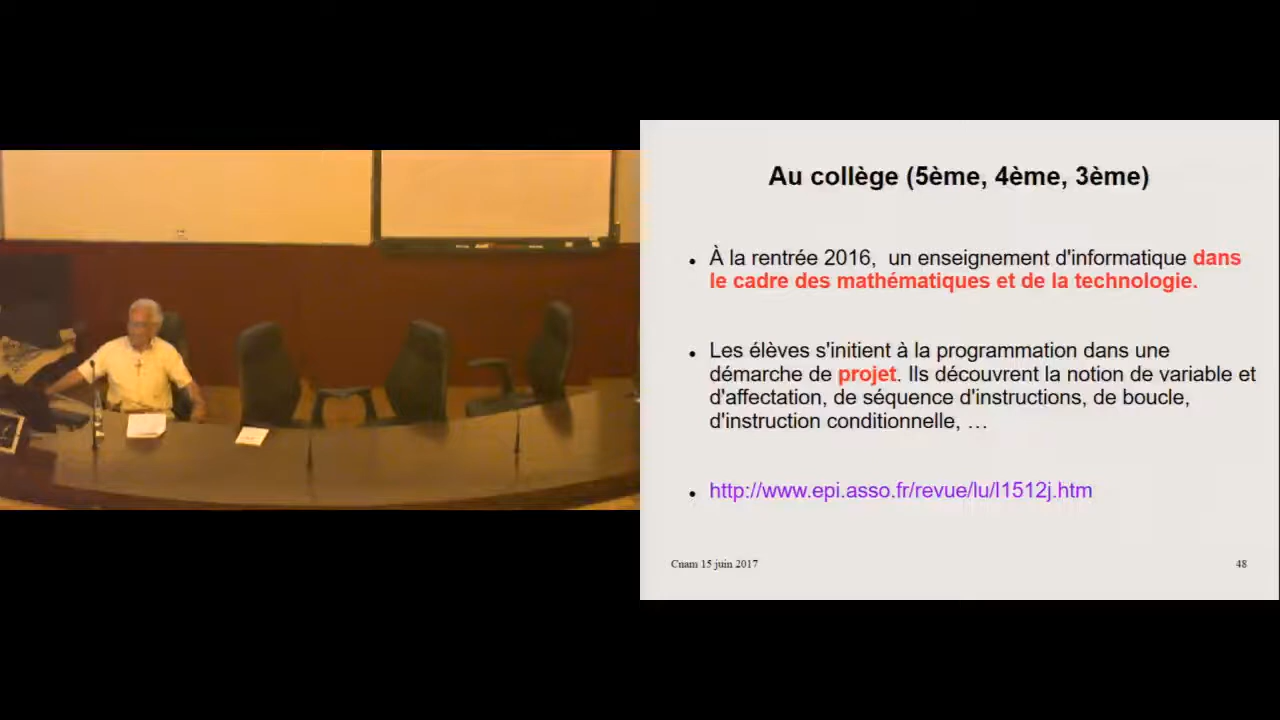 Au collège (5ème, 4ème, 3ème)
À la rentrée 2016, un enseignement d'informatique dans
le cadre des mathématiques et de la technologie.
Les élèves s'initient à la programmation dans une
démarche de projet. Ils découvrent la notion de variable et
d'affectation, de séquence d'instructions, de boucle,
d'instruction conditionnelle, …
http://www.epi.asso.fr/revue/lu/l1512j.htm
Cnam 15 juin 2017
48